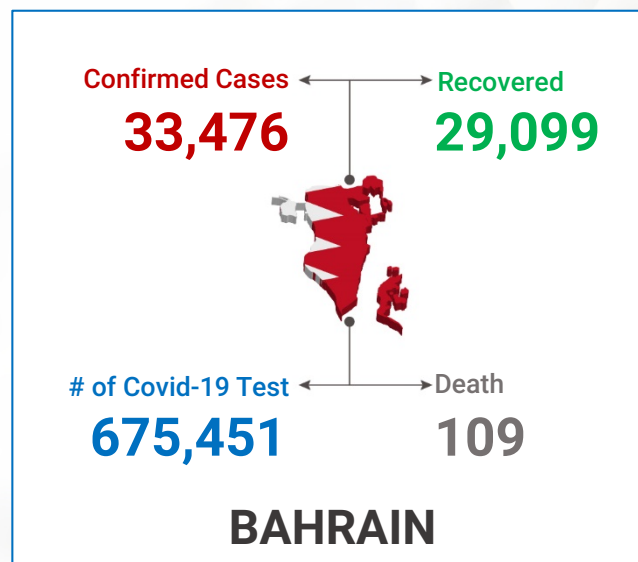 Confirmed Cases
33,476
Recovered
29,099
# of Covid-19 Test
675,451
Death
109
BAHRAIN